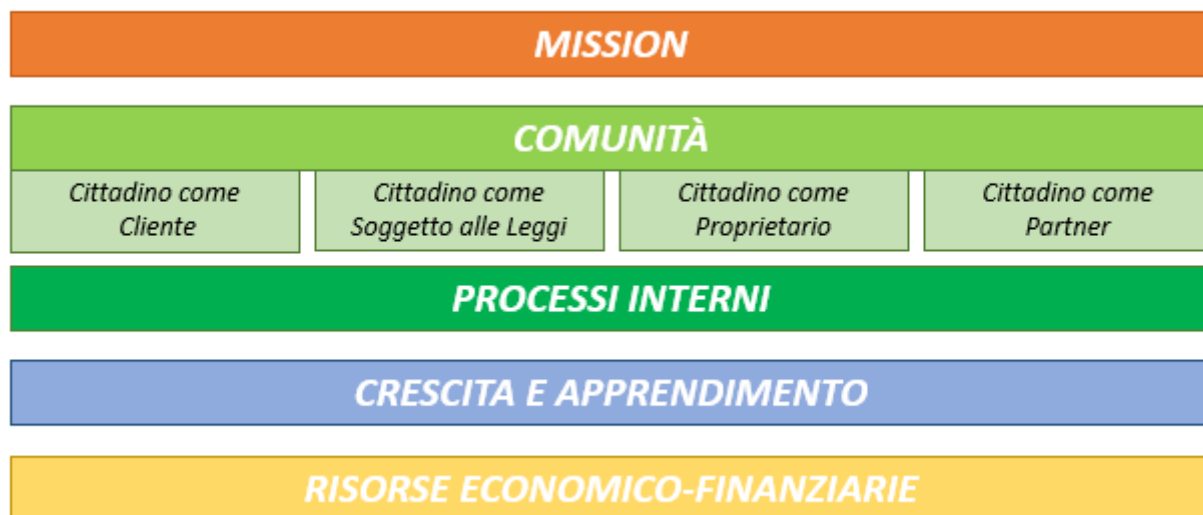 MISSION
COMUNITÀ
Cittadino come
Cliente
Cittadino come
Soggetto alle Leggi
Cittadino come
Proprietario
Cittadino come
Partner
PROCESSI INTERNI
CRESCITA E APPRENDIMENTO
RISORSE ECONOMICO-FINANZIARIE